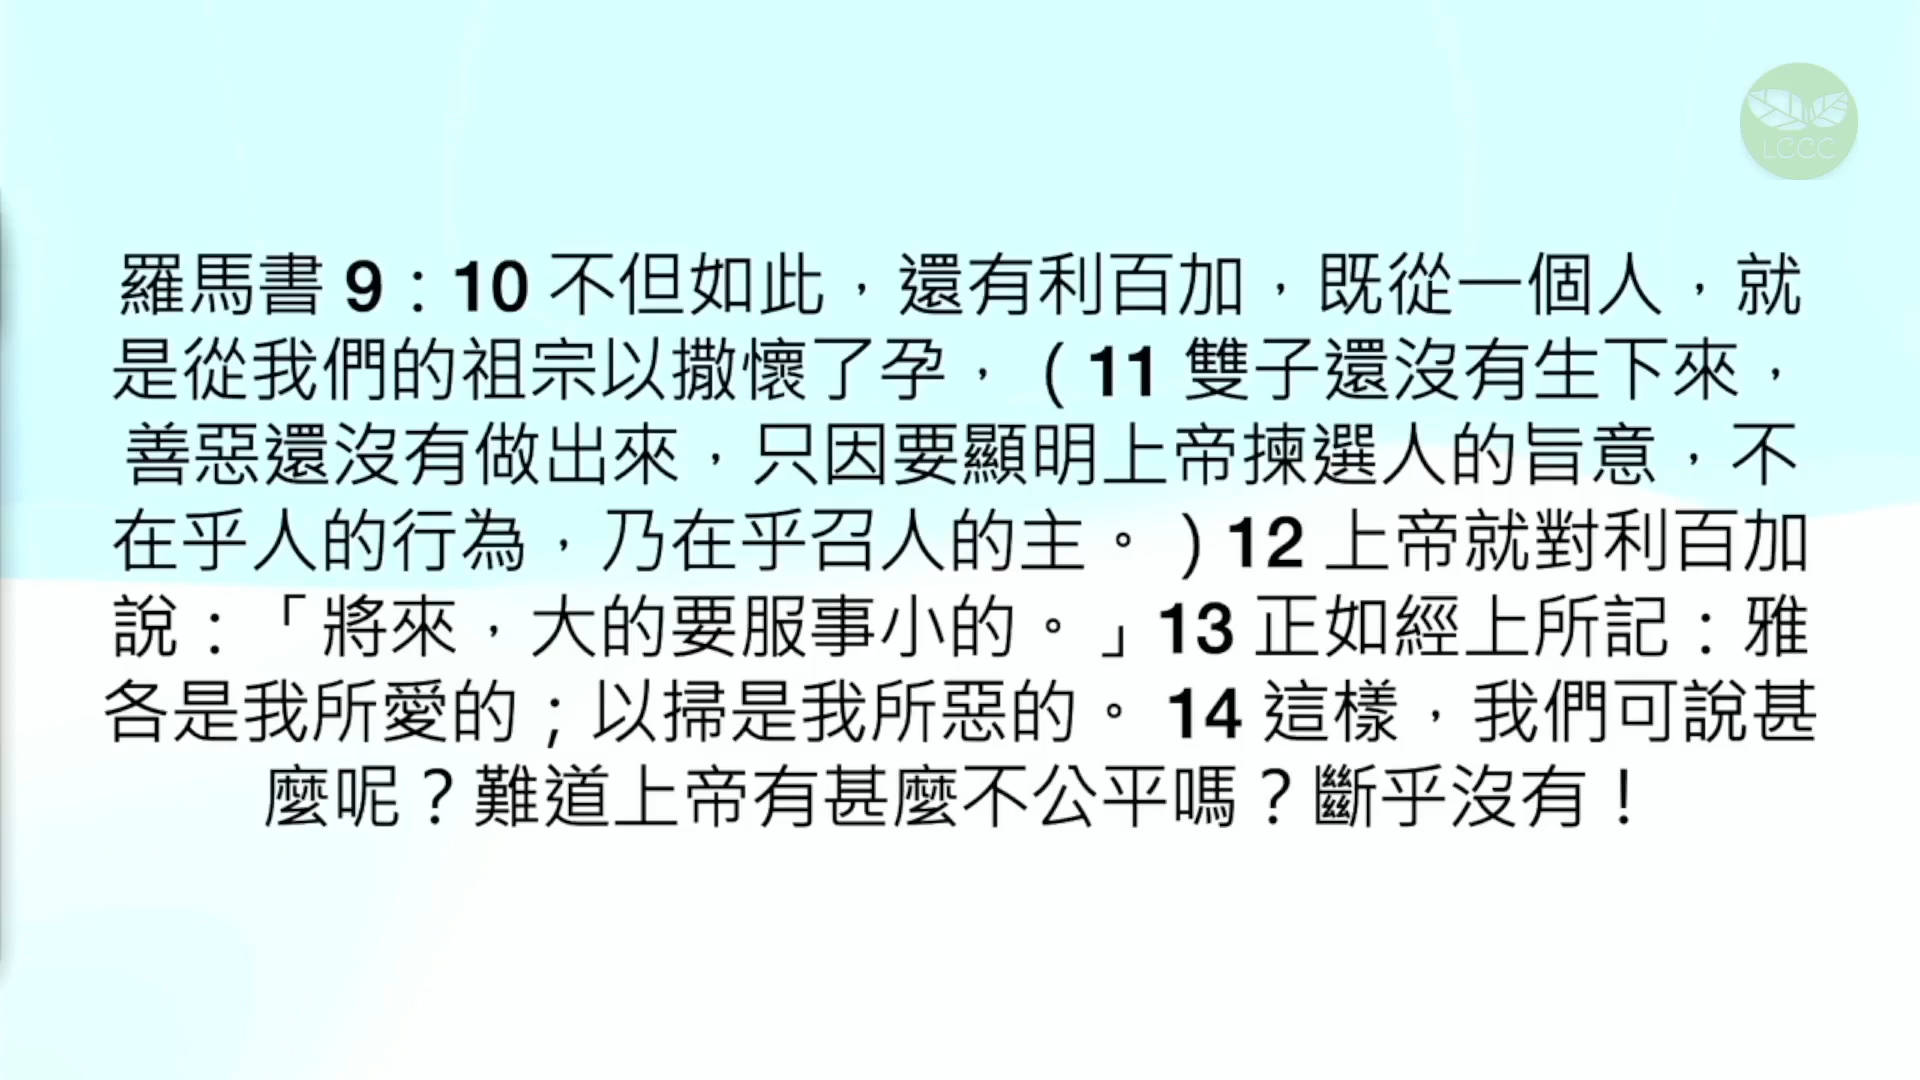 LCCC
羅馬書 9：10 不但如此，還有利百加，既從一個人，就
是從我們的祖宗以撒懷了孕，（11 雙子還沒有生下來，
善惡還沒有做出來，只因要顯明上帝揀選人的旨意，不
在乎人的行為，乃在乎召人的主。）12 上帝就對利百加
說：「將來，大的要服事小的。」13 正如經上所記：雅
各是我所愛的；以掃是我所惡的。 14 這樣，我們可說甚
麼呢？難道上帝有甚麼不公平嗎？斷乎沒有！